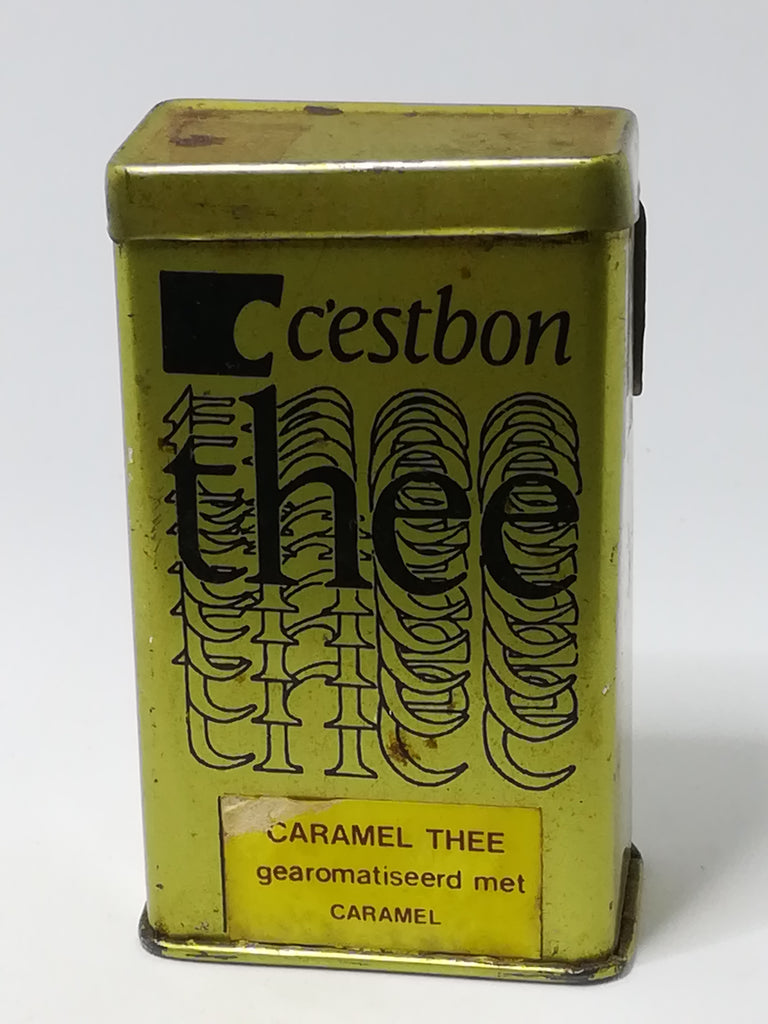 c'estbon
thee
CARAMEL THEE
gearomatiseerd met
CARAMEL